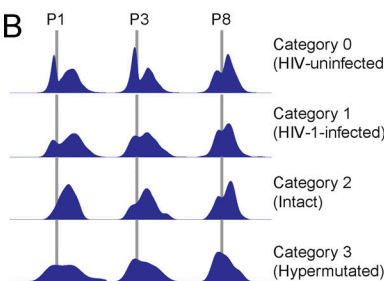 B
P1 P3 P8
Category 0
(HIV-uninfected
Category 1
(HIV-1-infected)
Category 2
(Intact)
Category 3
(Hypermutated)